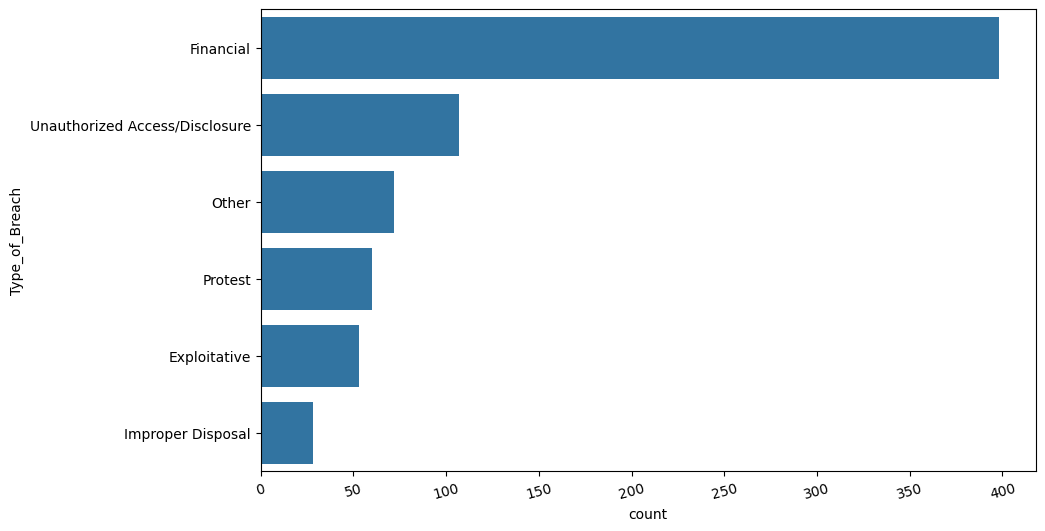 Financial
Unauthorized Access/Disclosure
Other
Protest
Exploitative
Improper Disposal
Type_of_Breach
0 50 100 150 200 250 300 350 400
count